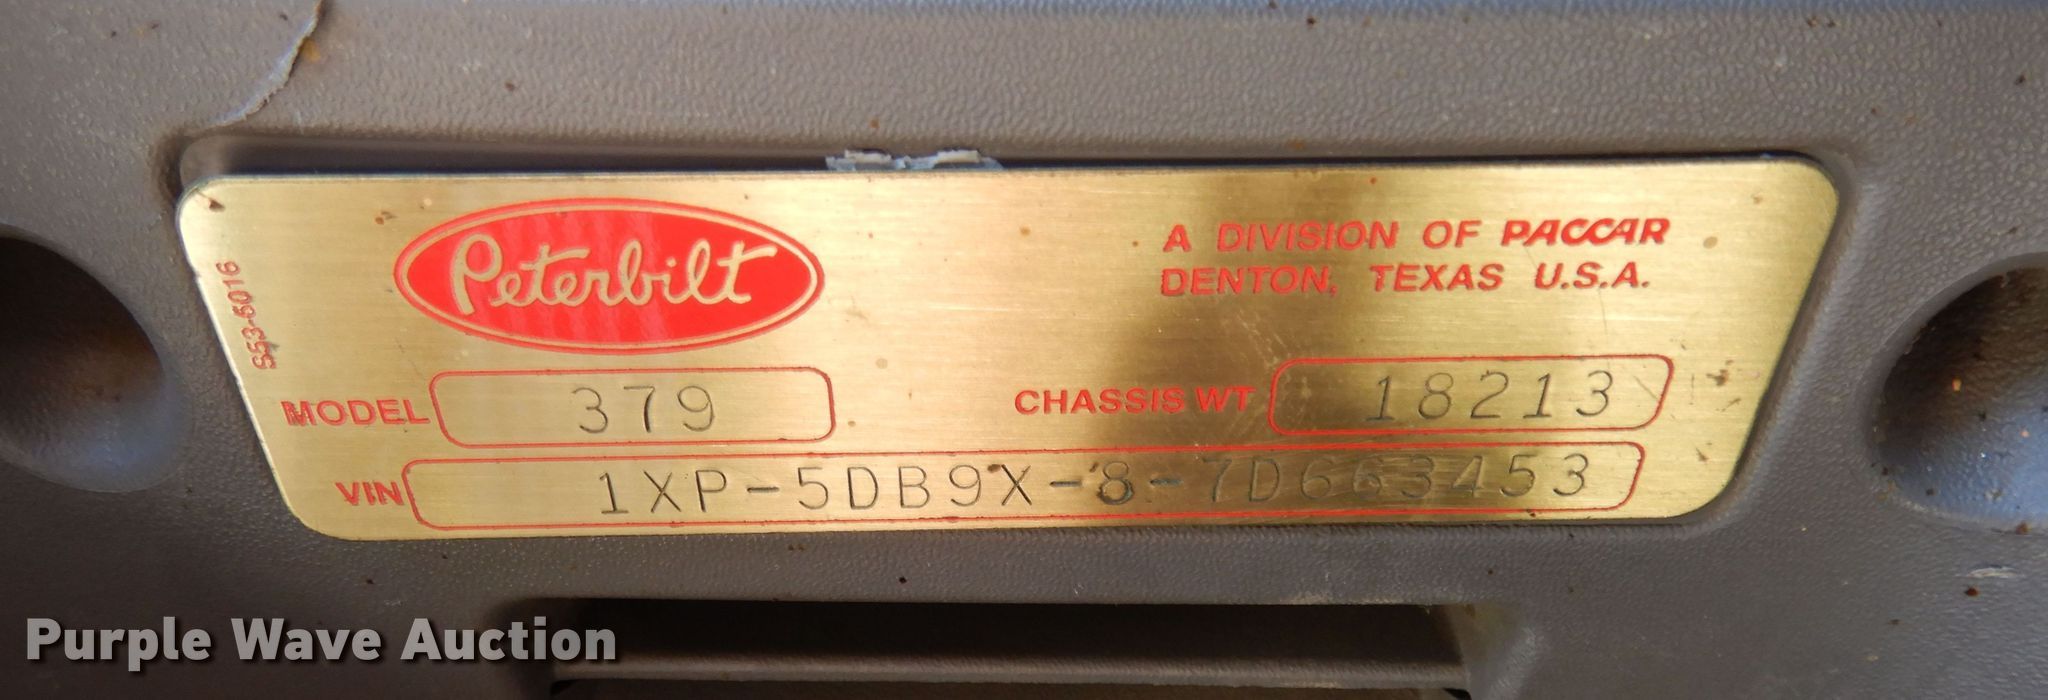 Peterbilt
A DIVISION OF PACCAR
DENTON, TEXAS U.S.A.
S53-6016
MODEL 379
CHASSIS WT 18213
VIN 1XP-5DB9X-8-7D663453
Purple Wave Auction